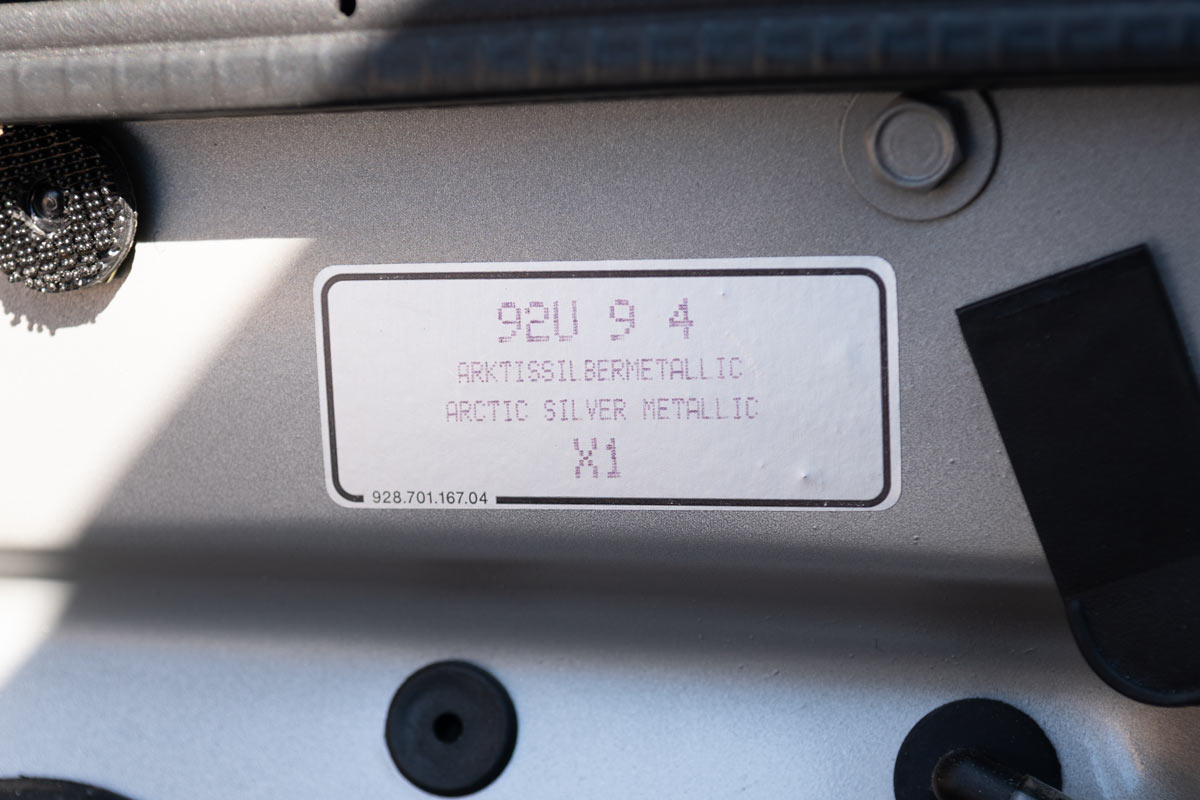 92U 9 4
ARKTISSILBERMETALLIC
ARCTIC SILVER METALLIC
X1
928.701.167.04